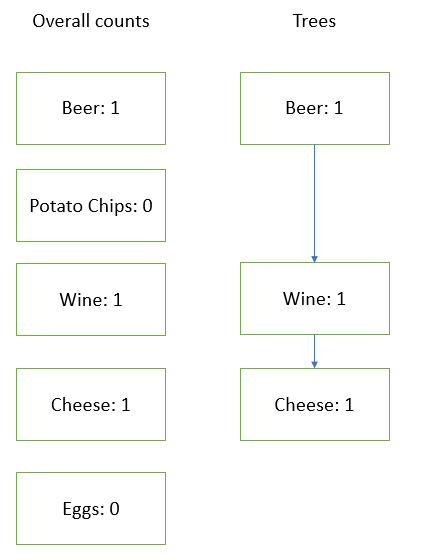 Overall counts
Trees
Beer: 1
Beer: 1
Potato Chips: 0
Wine: 1
Wine: 1
Cheese: 1
Cheese: 1
Eggs: 0